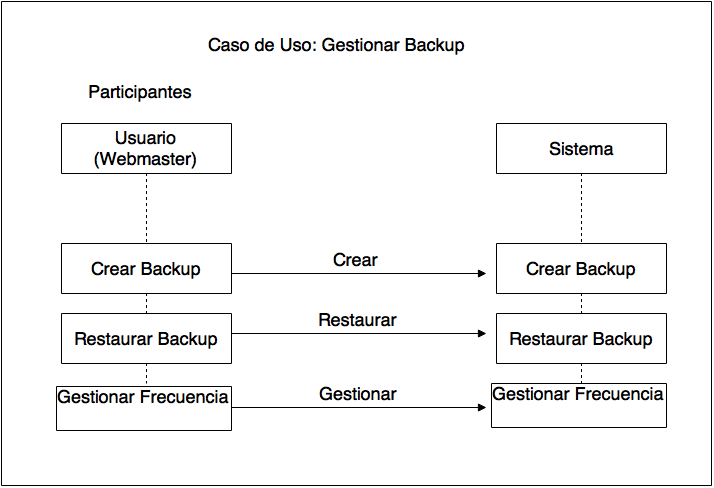 Caso de Uso: Gestionar Backup
Participantes
Usuario
(Webmaster)
Sistema
Crear Backup
Crear
Crear Backup
Restaurar Backup
Restaurar
Restaurar Backup
Gestionar Frecuencia
Gestionar
Gestionar Frecuencia